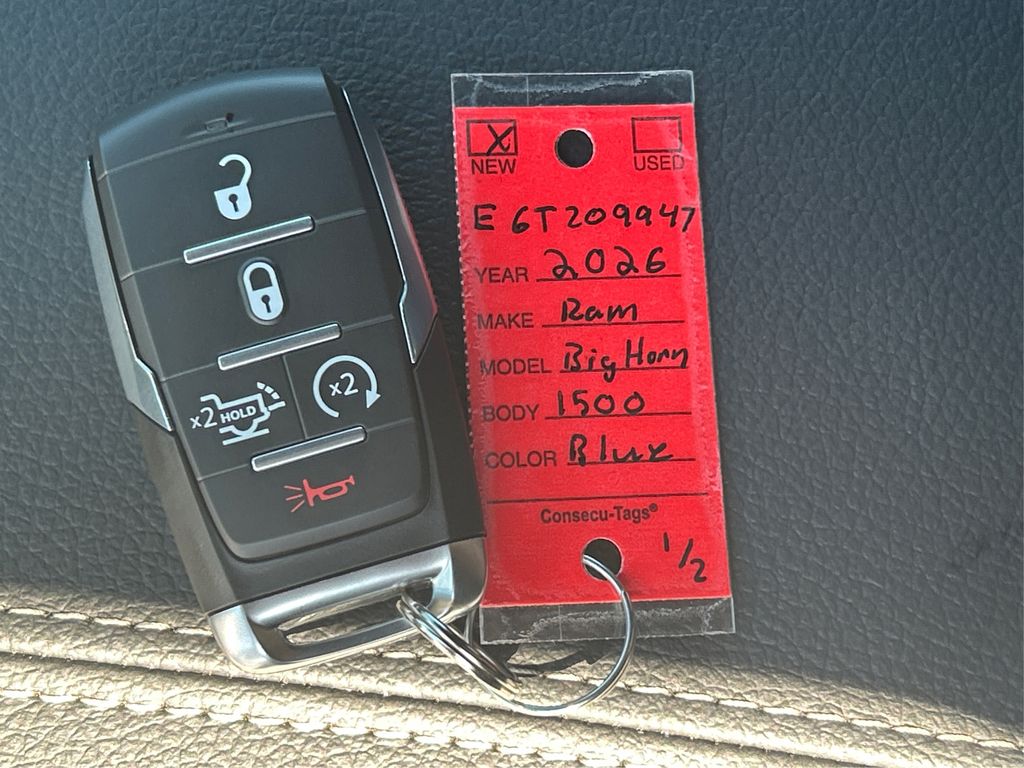 x2 HOLD
x2
X
NEW USED
E 6T209947
YEAR 2026
MAKE Ram
MODEL Big Horn
BODY 1500
COLOR Blue
Consecu-Tags®
1/2